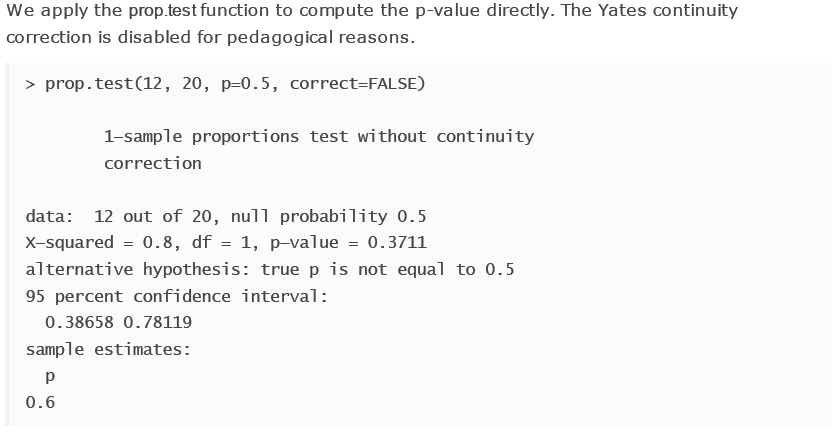 We apply the prop.test function to compute the p-value directly. The Yates continuity
correction is disabled for pedagogical reasons.
> prop.test(12, 20, p=0.5, correct=FALSE)
1−sample proportions test without continuity
correction
data:  12 out of 20, null probability 0.5
X−squared = 0.8, df = 1, p−value = 0.3711
alternative hypothesis: true p is not equal to 0.5
95 percent confidence interval:
0.38658 0.78119
sample estimates:
p
0.6